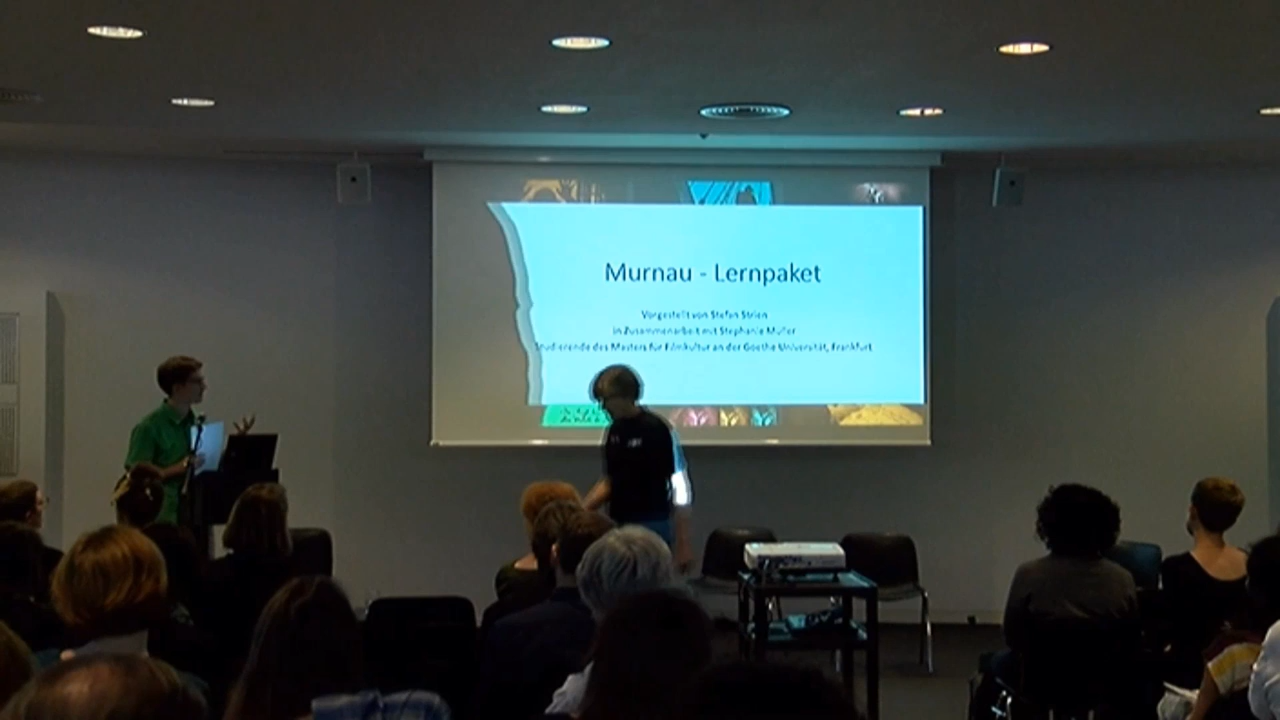 Murnau - Lernpaket
Vorgestellt von Stefan Strien
in Zusammenarbeit mit Stephanie Müller
Studierende des Masters für Filmkultur an der Goethe Universität, Frankfurt